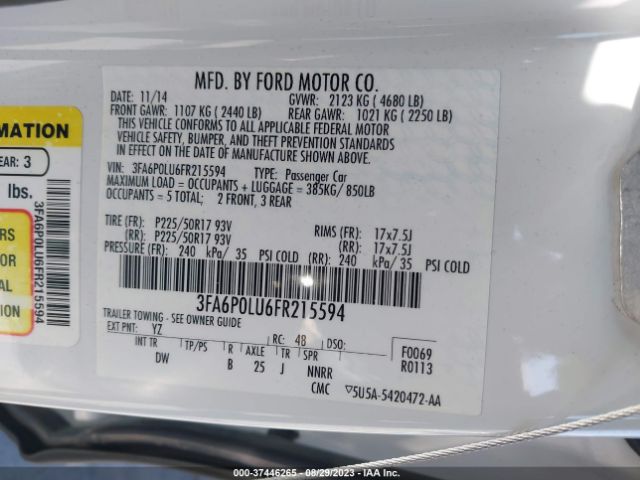 MFD. BY FORD MOTOR CO.
DATE: 11/14 GVWR: 2123 KG ( 4680 LB)
FRONT GAWR: 1107 KG ( 2440 LB) REAR GAWR: 1021 KG ( 2250 LB)
THIS VEHICLE CONFORMS TO ALL APPLICABLE FEDERAL MOTOR
VEHICLE SAFETY, BUMPER, AND THEFT PREVENTION STANDARDS
IN EFFECT ON THE DATE OF MANUFACTURE SHOWN ABOVE.
VIN: 3FA6P0LU6FR215594 TYPE: Passenger Car
MAXIMUM LOAD = OCCUPANTS + LUGGAGE = 385KG/ 850LB
OCCUPANTS = 5 TOTAL; 2 FRONT, 3 REAR
TIRE (FR): P225/50R17 93V RIMS (FR): 17x7.5J
(RR): P225/50R17 93V (RR): 17x7.5J
PRESSURE (FR): 240 kPa/ 35 PSI COLD (RR): 240 kPa/ 35 PSI COLD
3FA6P0LU6FR215594
TRAILER TOWING - SEE OWNER GUIDE
EXT PNT: YZ RC: 48 DSO:
INT TR TP/PS R AXLE TR SPR
DW B 25 J NNRR
F0069
R0113
CMC 5U5A-5420472-AA
MATION
EAR: 3
lbs.
3FA6P0LU6FR215594
RS
OR
AL
ION
000-37446265 - 08/29/2023 - IAA Inc.